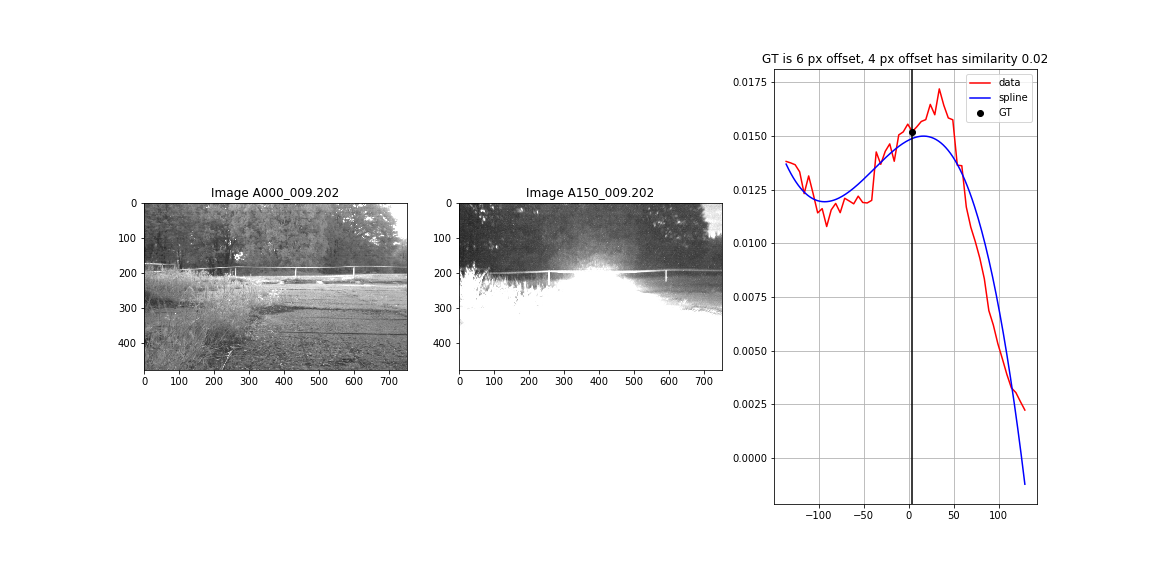 Image A000_009.202
0
100
200
300
400
0 100 200 300 400 500 600 700
Image A150_009.202
0
100
200
300
400
0 100 200 300 400 500 600 700
GT is 6 px offset, 4 px offset has similarity 0.02
data
spline
GT
0.0175
0.0150
0.0125
0.0100
0.0075
0.0050
0.0025
0.0000
−100 −50 0 50 100